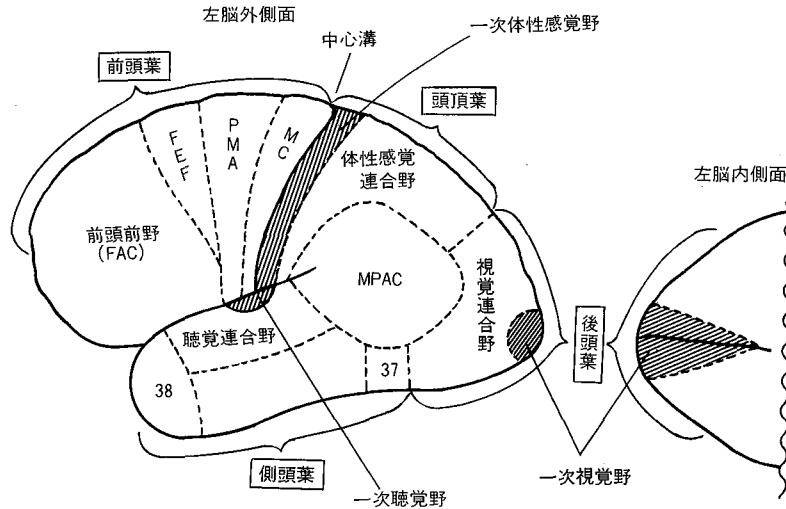 左脳外側面
一次体性感覚野
中心溝
前頭葉
頭頂葉
FEF
PMA
MC
体性感覚
連合野
左脳内側面
前頭前野
(FAC)
MPAC
視覚連合野
聴覚連合野
後頭葉
37
38
側頭葉
一次聴覚野
一次視覚野